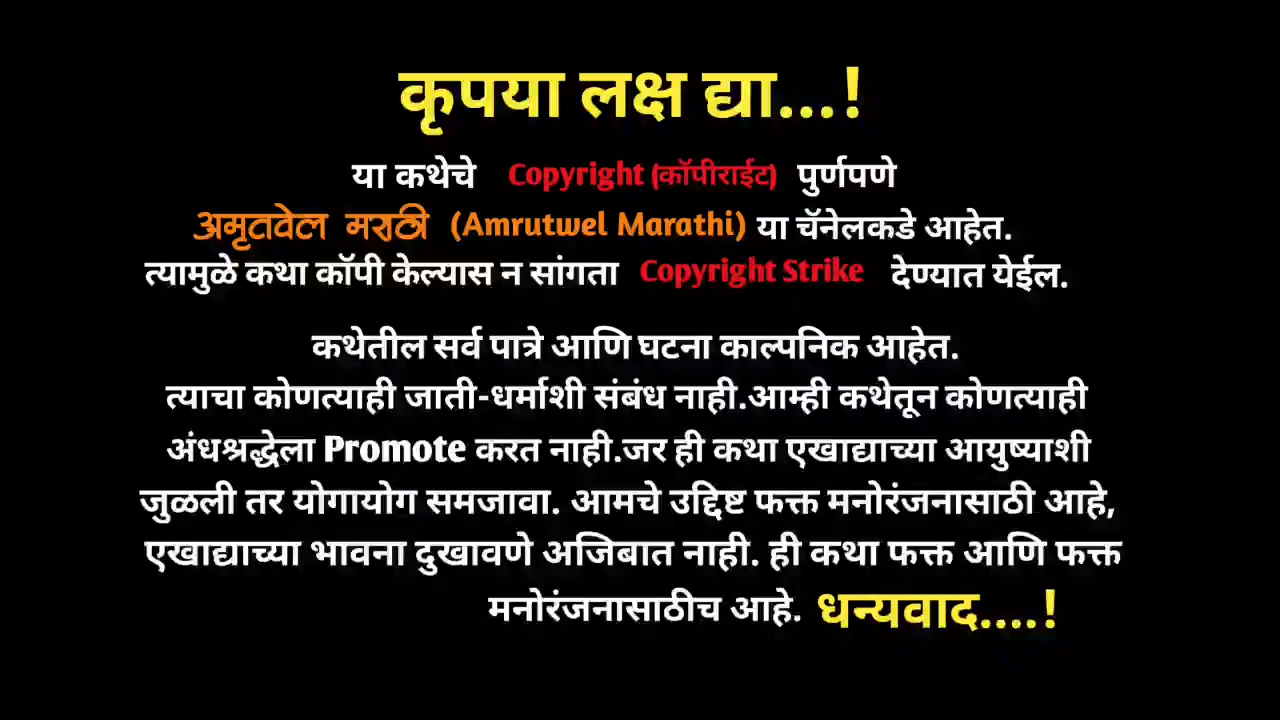 कृपया लक्ष द्या...!
या कथेचे Copyright (कॉपीराईट) पुर्णपणे
अमृतवेल मराठी (Amrutwel Marathi) या चॅनेलकडे आहेत.
त्यामुळे कथा कॉपी केल्यास न सांगता Copyright Strike देण्यात येईल.
कथेतील सर्व पात्रे आणि घटना काल्पनिक आहेत.
त्याचा कोणत्याही जाती-धर्माशी संबंध नाही.आम्ही कथेतून कोणत्याही
अंधश्रद्धेला Promote करत नाही.जर ही कथा एखाद्याच्या आयुष्याशी
जुळली तर योगायोग समजावा. आमचे उद्दिष्ट फक्त मनोरंजनासाठी आहे,
एखाद्याच्या भावना दुखावणे अजिबात नाही. ही कथा फक्त आणि फक्त
मनोरंजनासाठीच आहे. धन्यवाद....!